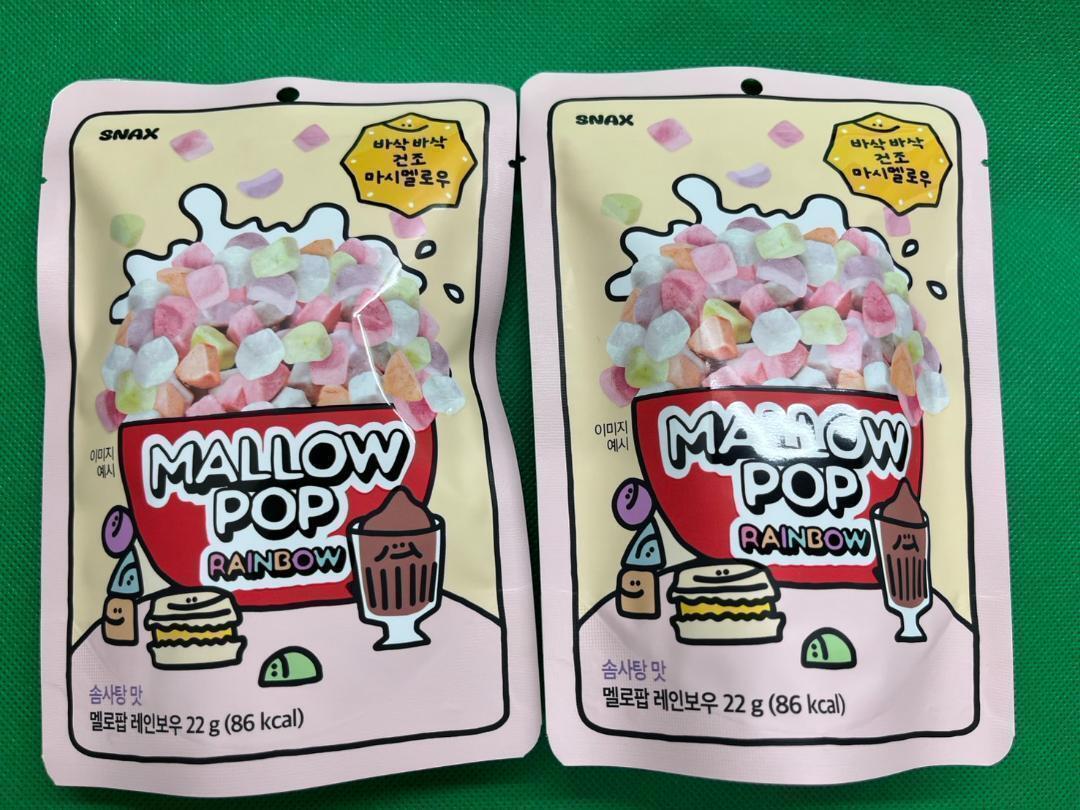 SNAX
바삭바삭
건조
마시멜로우
이미지
예시
MALLOW
POP
RAINBOW
솜사탕 맛
멜로팝 레인보우 22 g (86 kcal)
SNAX
바삭바삭
건조
마시멜로우
이미지
예시
MALLOW
POP
RAINBOW
솜사탕 맛
멜로팝 레인보우 22 g (86 kcal)